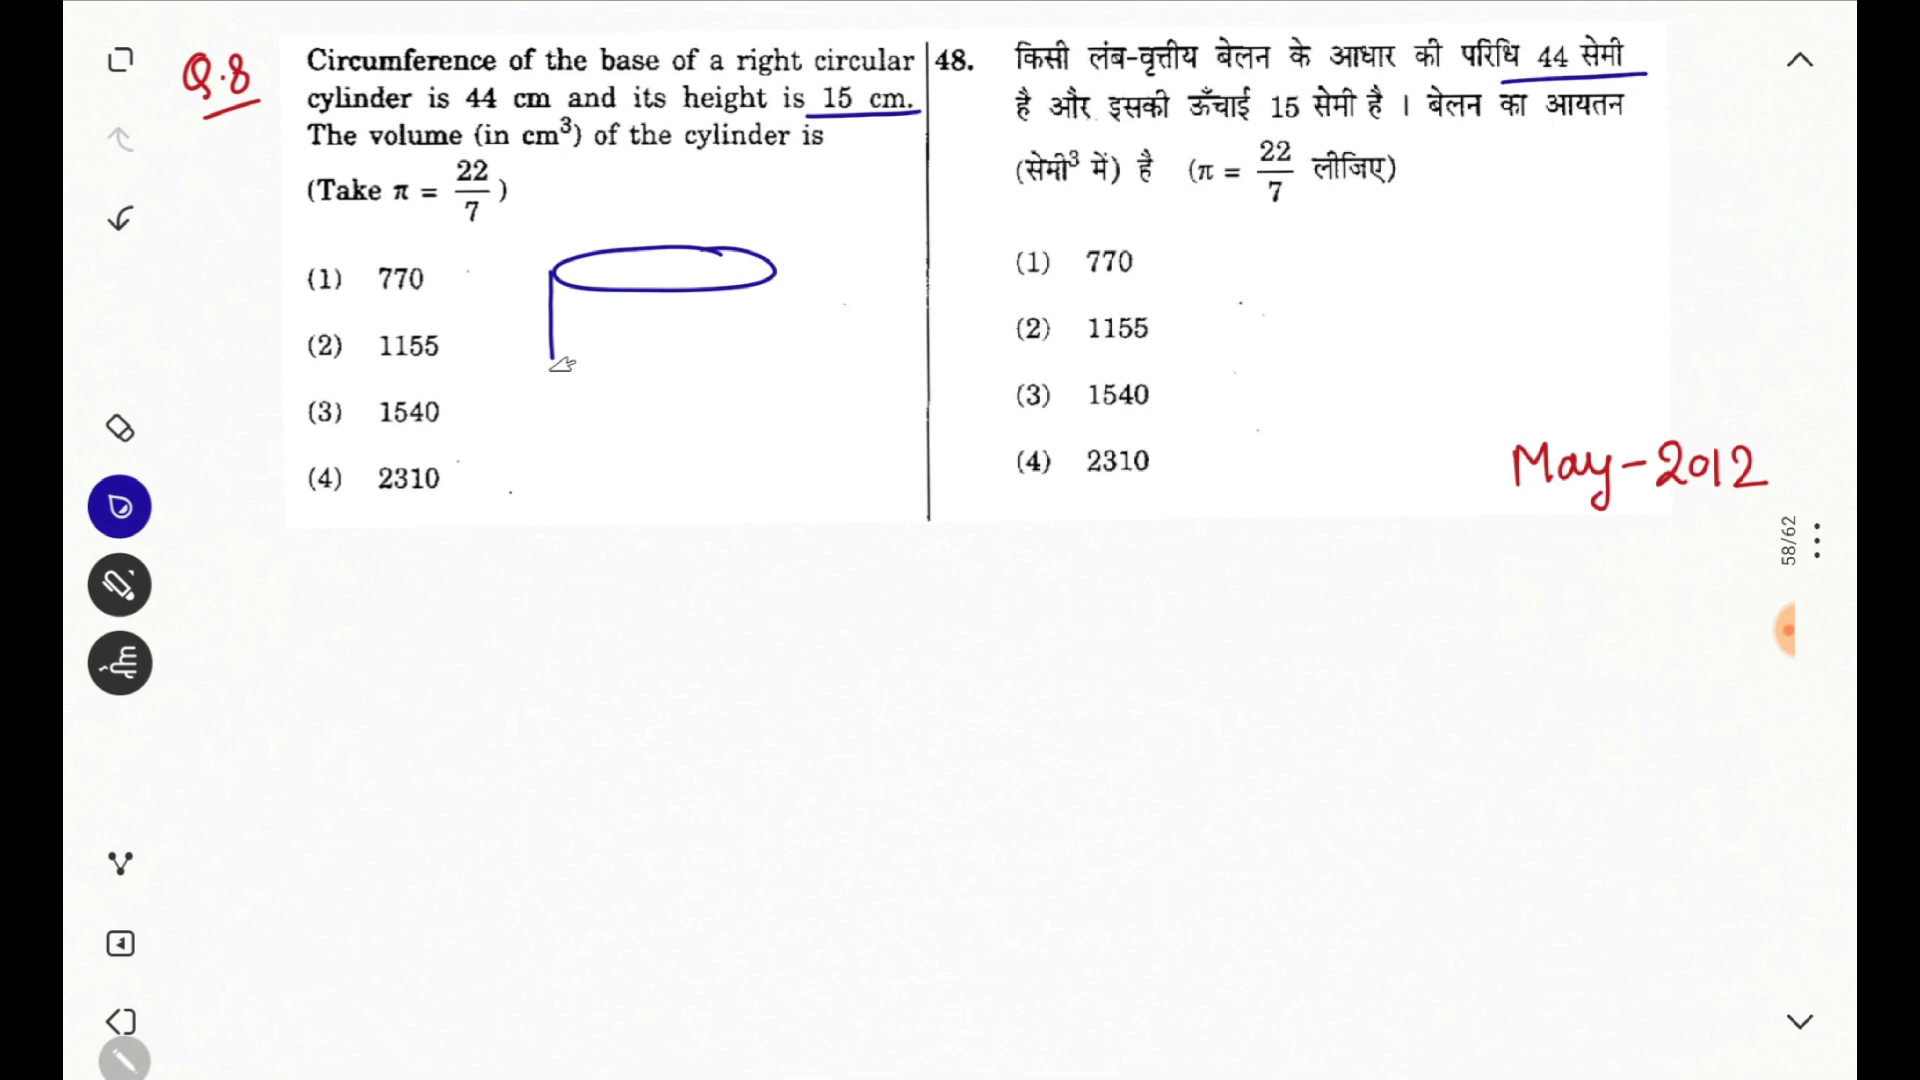 Q.8
Circumference of the base of a right circular
cylinder is 44 cm and its height is 15 cm.
The volume (in cm³) of the cylinder is
(Take π = 22/7)
(1) 770
(2) 1155
(3) 1540
(4) 2310
48. किसी लंब-वृत्तीय बेलन के आधार की परिधि 44 सेमी
है और इसकी ऊँचाई 15 सेमी है । बेलन का आयतन
(सेमी³ में) है (π = 22/7 लीजिए)
(1) 770
(2) 1155
(3) 1540
(4) 2310
May-2012
58/62